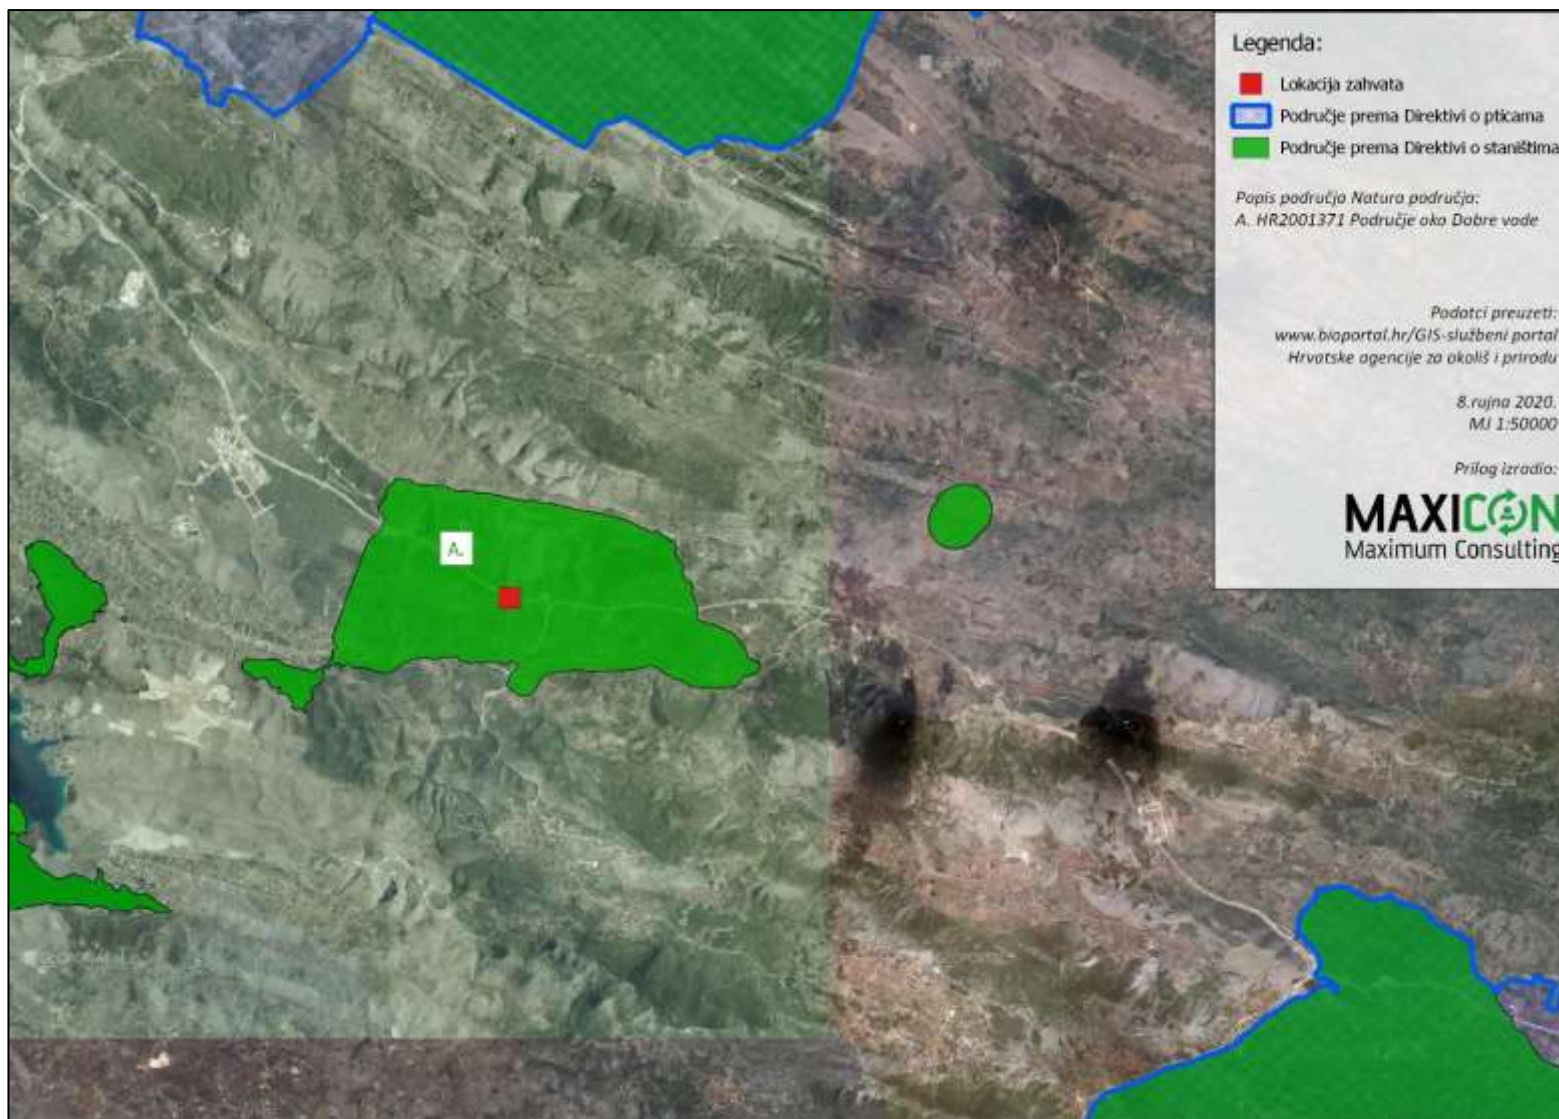 Legenda:
Lokacija zahvata
Područje prema Direktivi o pticama
Područje prema Direktivi o staništima
Popis područja Natura područja:
A. HR2001371 Područje oko Dobre vode
Podatci preuzeti:
www.bioportal.hr/GIS-službeni portal
Hrvatske agencije za okoliš i prirodu
8.rujna 2020.
MJ 1:50000
Prilog izradio:
MAXICON
Maximum Consulting
A.